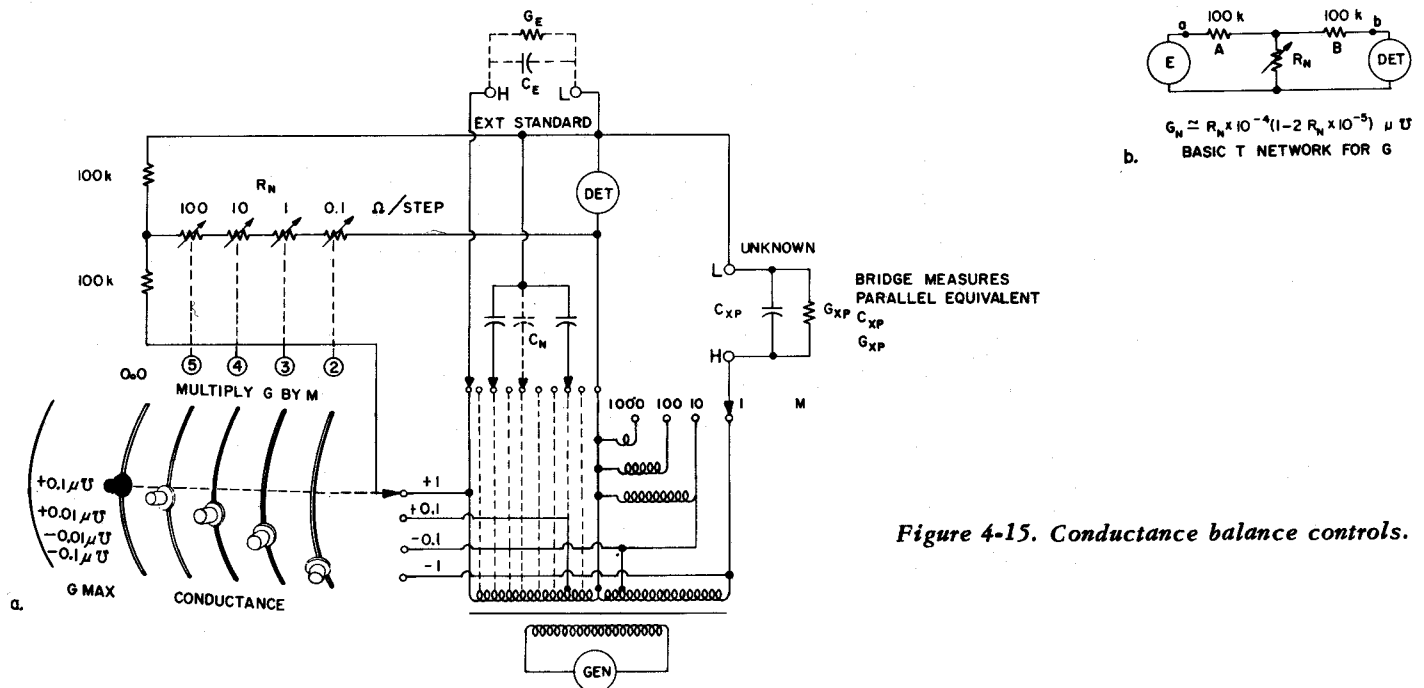 G_E
C_E
H
L
EXT STANDARD
100k
R_N
100 10 1 0.1 Ω/STEP
DET
100k
UNKNOWN
L
BRIDGE MEASURES
PARALLEL EQUIVALENT
C_XP
G_XP
C_XP
G_XP
C_N
H
0.0
5 4 3 2
MULTIPLY G BY M
1000 100 10 1 M
+0.1 μ℧
+0.01 μ℧
-0.01 μ℧
-0.1 μ℧
+1
+0.1
-0.1
-1
G MAX
CONDUCTANCE
a.
GEN
100 k 100 k
a b
A B
E
R_N
DET
G_N ≃ R_N x 10^-4 (1-2 R_N x 10^-5) μ ℧
b. BASIC T NETWORK FOR G
Figure 4-15. Conductance balance controls.